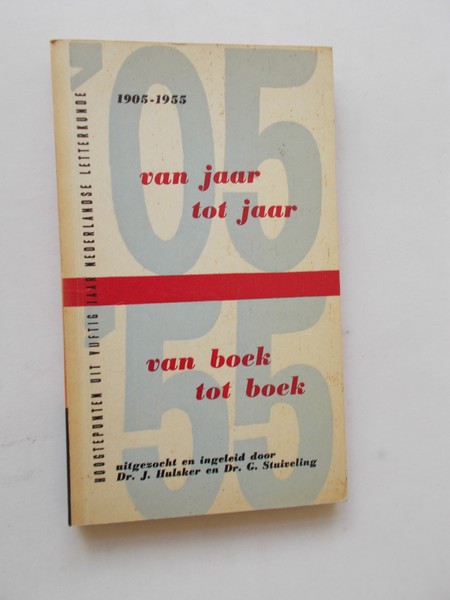 '05
1905-1955
van jaar
tot jaar
'55
van boek
tot boek
uitgezocht en ingeleid door
Dr. J. Hulsker en Dr. G. Stuiveling
HOOGTEPUNTEN UIT VIJFTIG JAAR NEDERLANDSE LETTERKUNDE